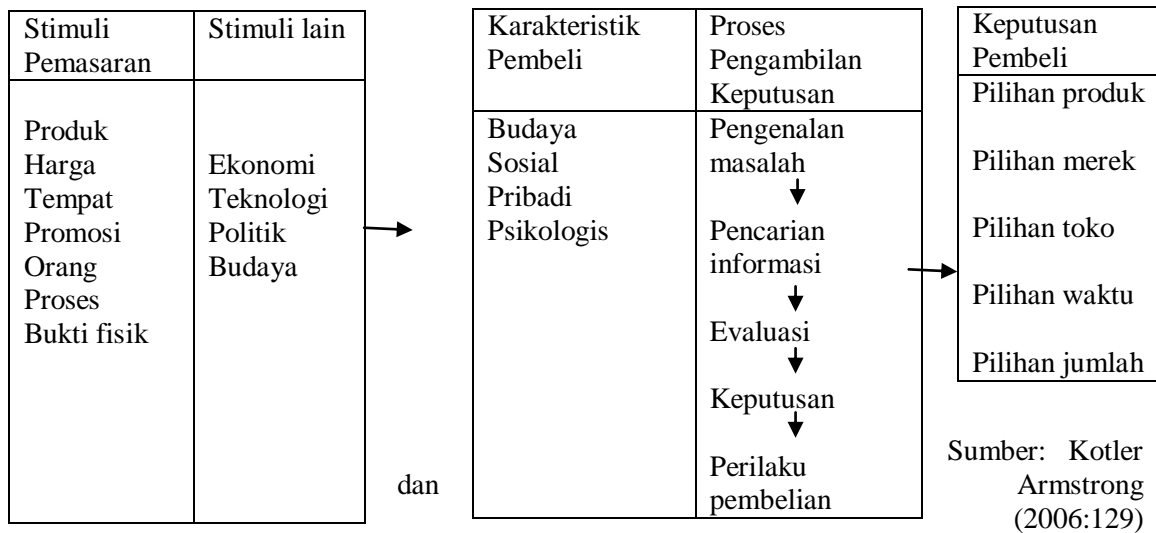 Stimuli
Pemasaran
Stimuli lain
Produk
Harga
Tempat
Promosi
Orang
Proses
Bukti fisik
Ekonomi
Teknologi
Politik
Budaya
Karakteristik
Pembeli
Proses
Pengambilan
Keputusan
Budaya
Sosial
Pribadi
Psikologis
Pengenalan
masalah
Pencarian
informasi
Evaluasi
Keputusan
Perilaku
pembelian
Keputusan
Pembeli
Pilihan produk
Pilihan merek
Pilihan toko
Pilihan waktu
Pilihan jumlah
Sumber: Kotler
dan Armstrong
(2006:129)